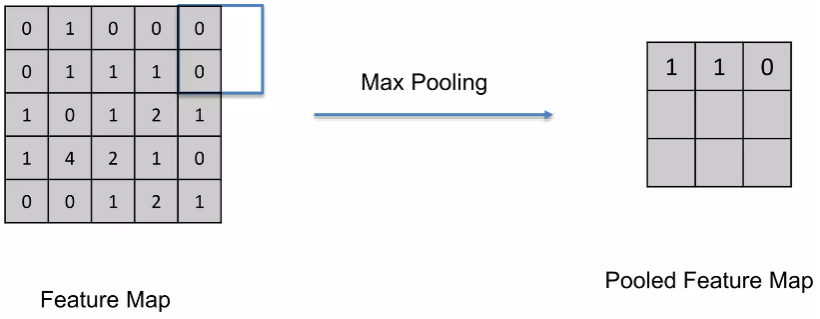 0 1 0 0 0
0 1 1 1 0
1 0 1 2 1
1 4 2 1 0
0 0 1 2 1
Feature Map
Max Pooling
1 1 0
Pooled Feature Map